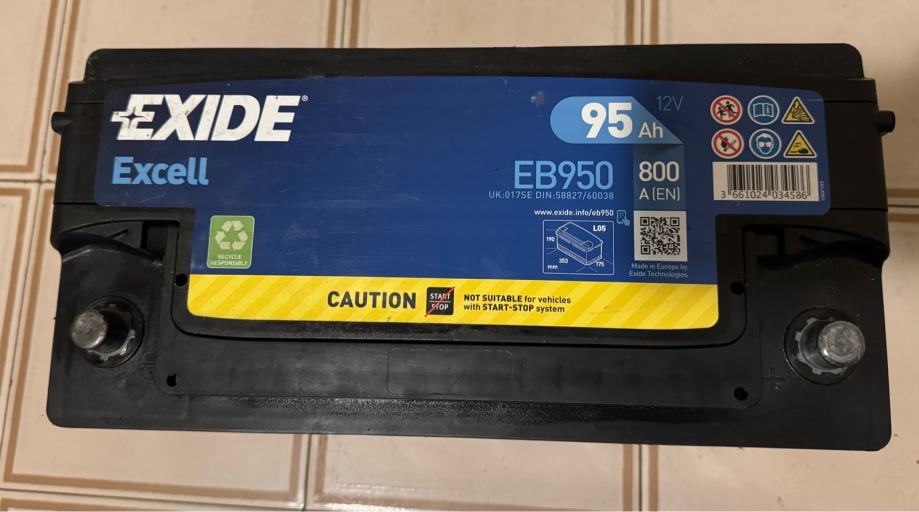 EXIDE®
Excell
95 Ah
12V
EB950
UK:017SE DIN:58827/60038
800
A (EN)
3 661024 034586
www.exide.info/eb950
L05
190
353
175
mm
Made in Europe by
Exide Technologies
RECYCLE
RESPONSIBLY
CAUTION
START
STOP
NOT SUITABLE for vehicles
with START-STOP system
+